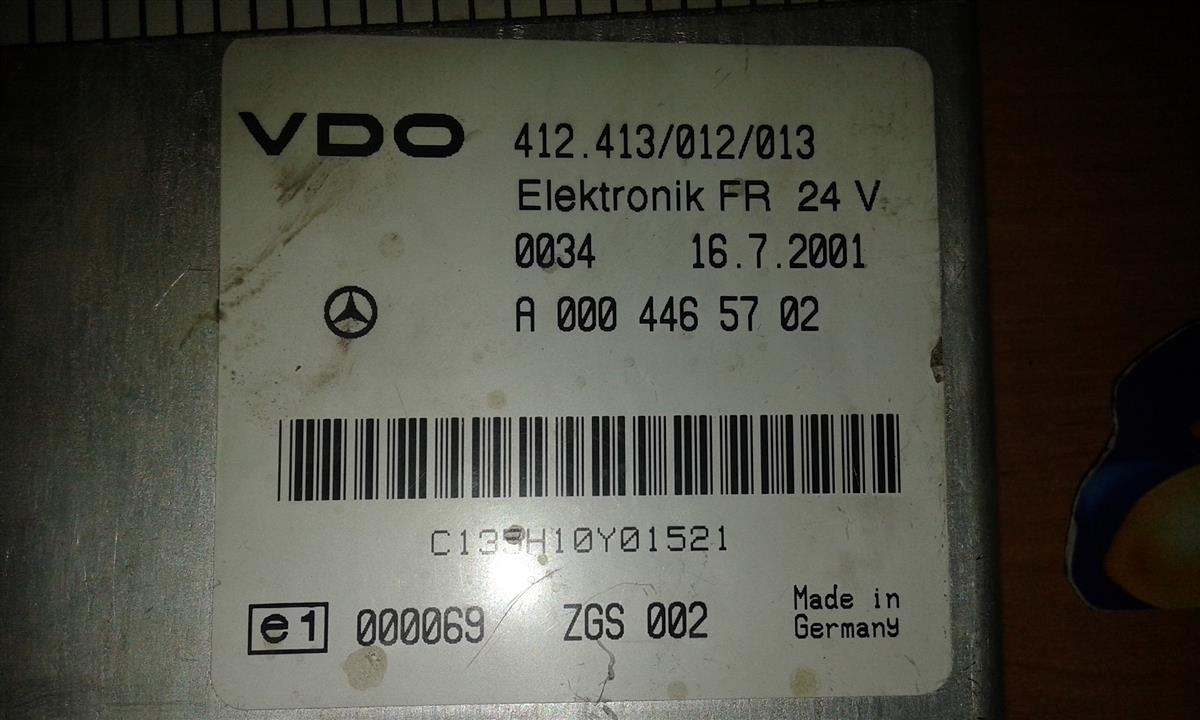 VDO 412.413/012/013
Elektronik FR 24 V
0034 16.7.2001
A 000 446 57 02
C139H10Y01521
e1 000069 ZGS 002 Made in
Germany